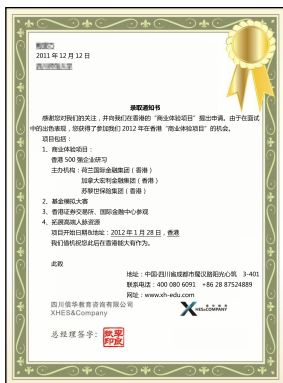 2011 年 12 月 12 日
录取通知书
感谢您对我们的关注，并向我们在香港的“商业体验项目”提出申请。由于在面试
中的出色表现，您获得了参加我们 2012 年在香港“商业体验项目”的机会。
项目包括：
1、商业体验项目：
香港 500 强企业研习
主办机构：荷兰国际金融集团（香港）
加拿大宏利金融集团（香港）
苏黎世保险集团（香港）
2、基金模拟大赛
3、香港证券交易所、国际金融中心参观
4、拓展高端人脉资源
项目开始日期&地址：2012 年 1 月 28 日，香港
我们借机祝您此后在香港能大有作为。
此致
地址：中国·四川省成都市蜀汉路阳光心筑 3-401
联系电话：400 080 6091 +86 28 87524889
网址：www.xh-edu.com
四川信华教育咨询有限公司
XHES&Company
XHES&COMPANY
总经理签字：